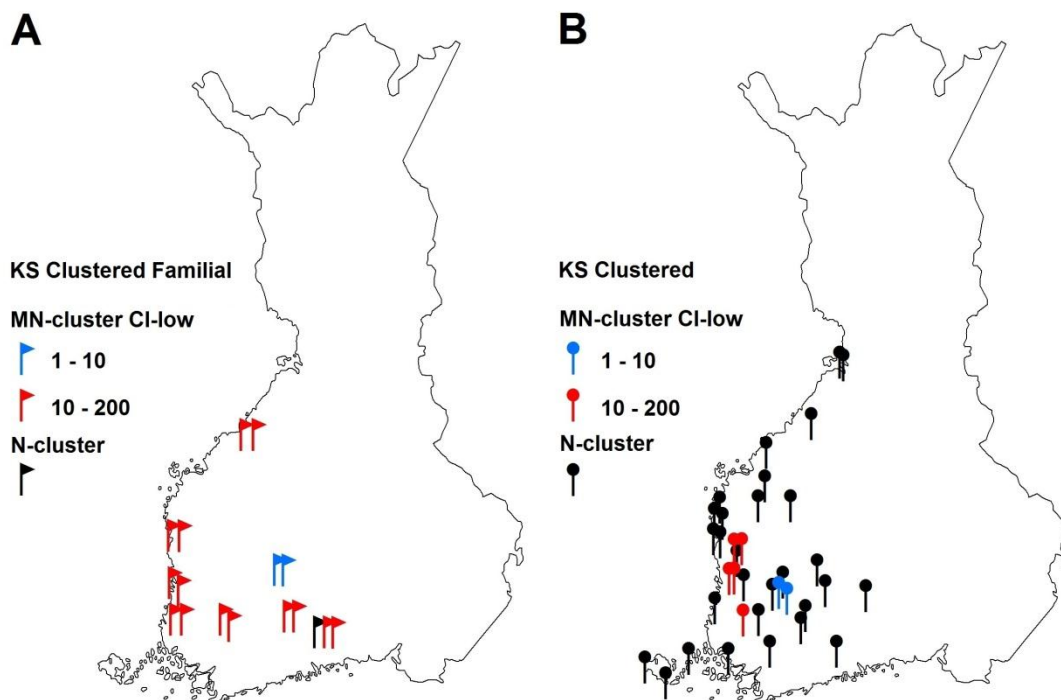 A
KS Clustered Familial
MN-cluster CI-low
1 - 10
10 - 200
N-cluster
B
KS Clustered
MN-cluster CI-low
1 - 10
10 - 200
N-cluster